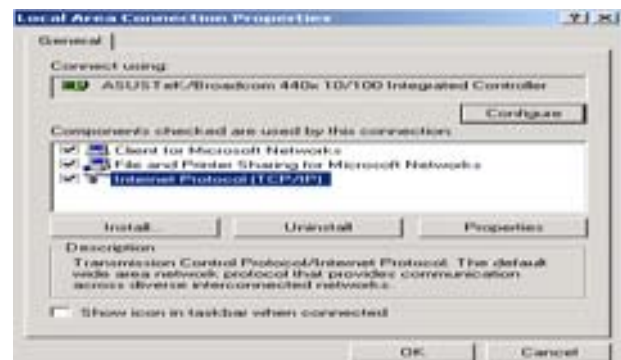 Local Area Connection Properties
General
Connect using:
ASUSTeK/Broadcom 440x 10/100 Integrated Controller
Configure
Components checked are used by this connection:
Client for Microsoft Networks
File and Printer Sharing for Microsoft Networks
Internet Protocol (TCP/IP)
Install...
Uninstall
Properties
Description
Transmission Control Protocol/Internet Protocol. The default
wide area network protocol that provides communication
across diverse interconnected networks.
Show icon in taskbar when connected
OK
Cancel